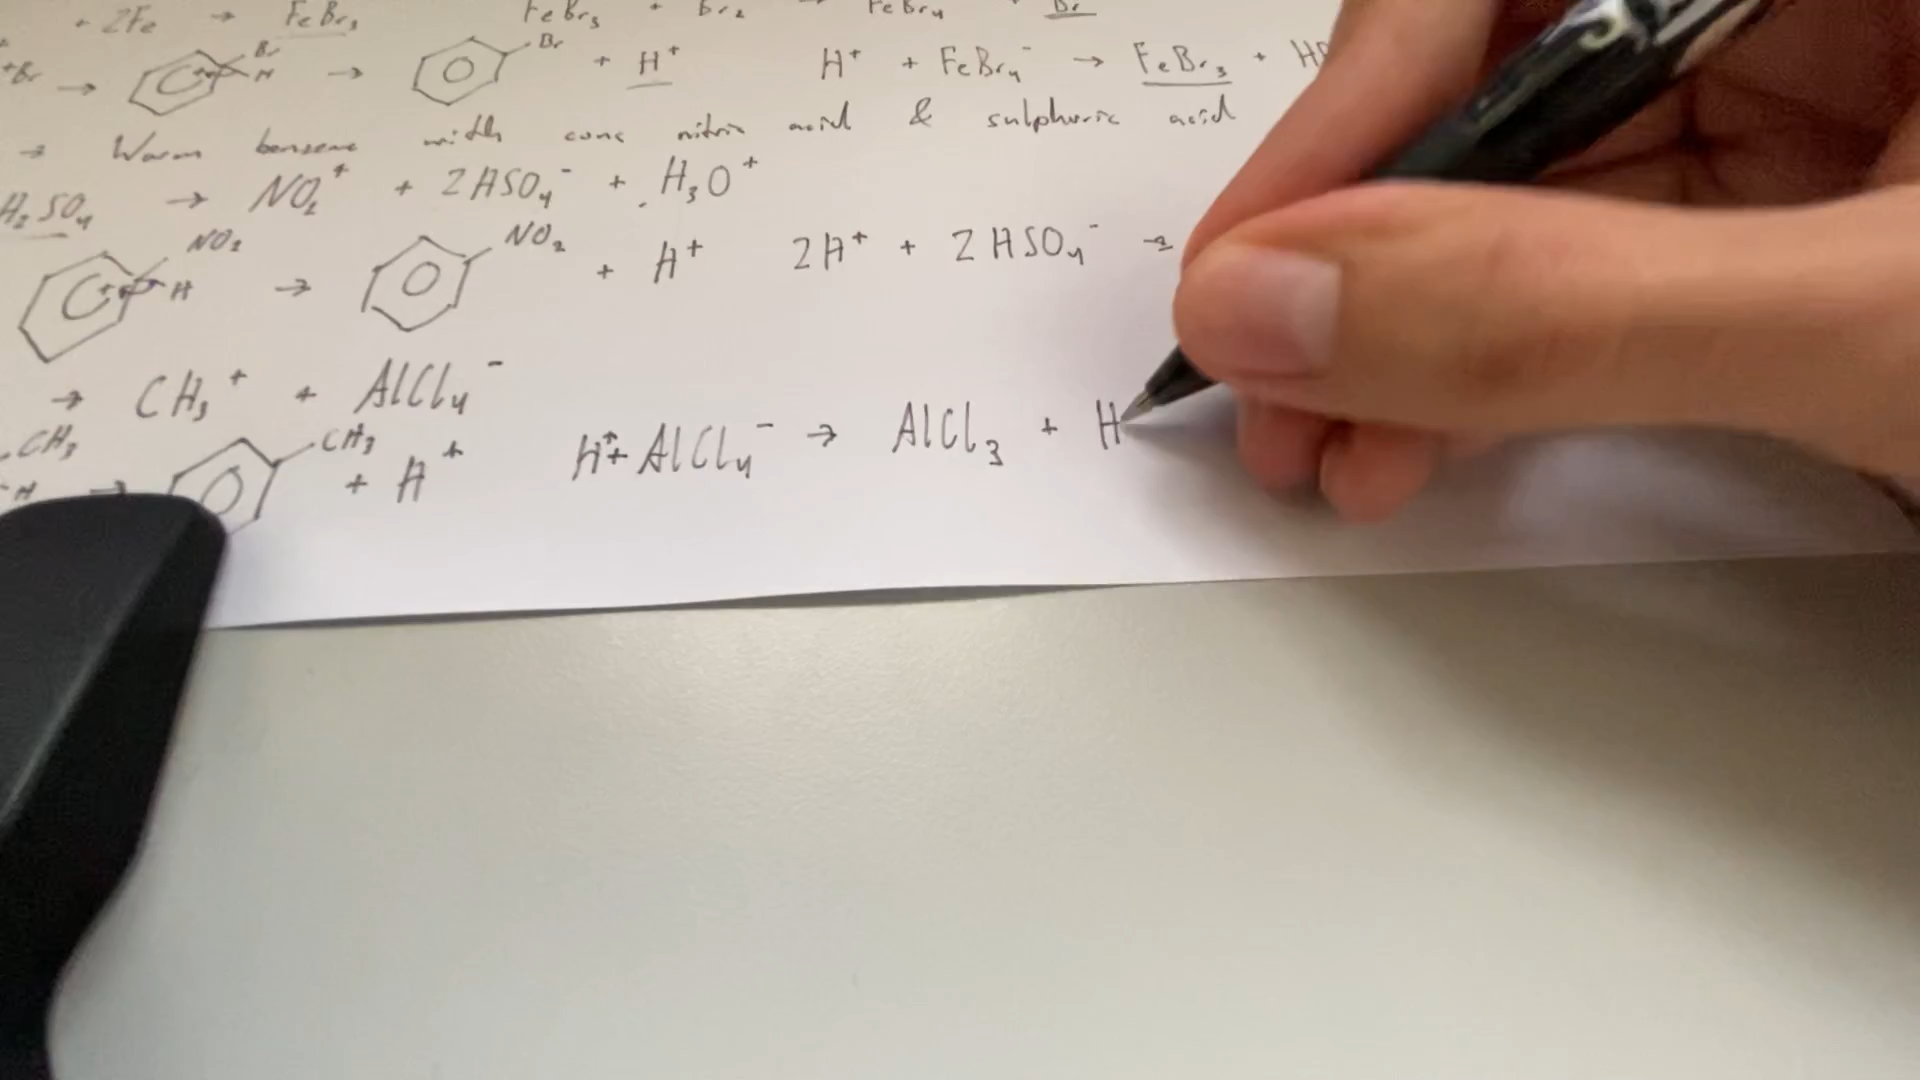 + 2Fe → FeBr₃ FeBr₃ + Br₂ → FeBr₄ Br
+Br → Br H → Br + H⁺ H⁺ + FeBr₄⁻ → FeBr₃ +
→ Warm benzene with conc nitric acid & sulphuric acid
H₂SO₄ → NO₂⁺ + 2HSO₄⁻ + H₃O⁺
NO₂ + H → NO₂ + H⁺ 2H⁺ + 2HSO₄⁻ →
→ CH₃⁺ + AlCl₄⁻
CH₃ H → CH₃ + H⁺ H⁺+ AlCl₄⁻ → AlCl₃ + H